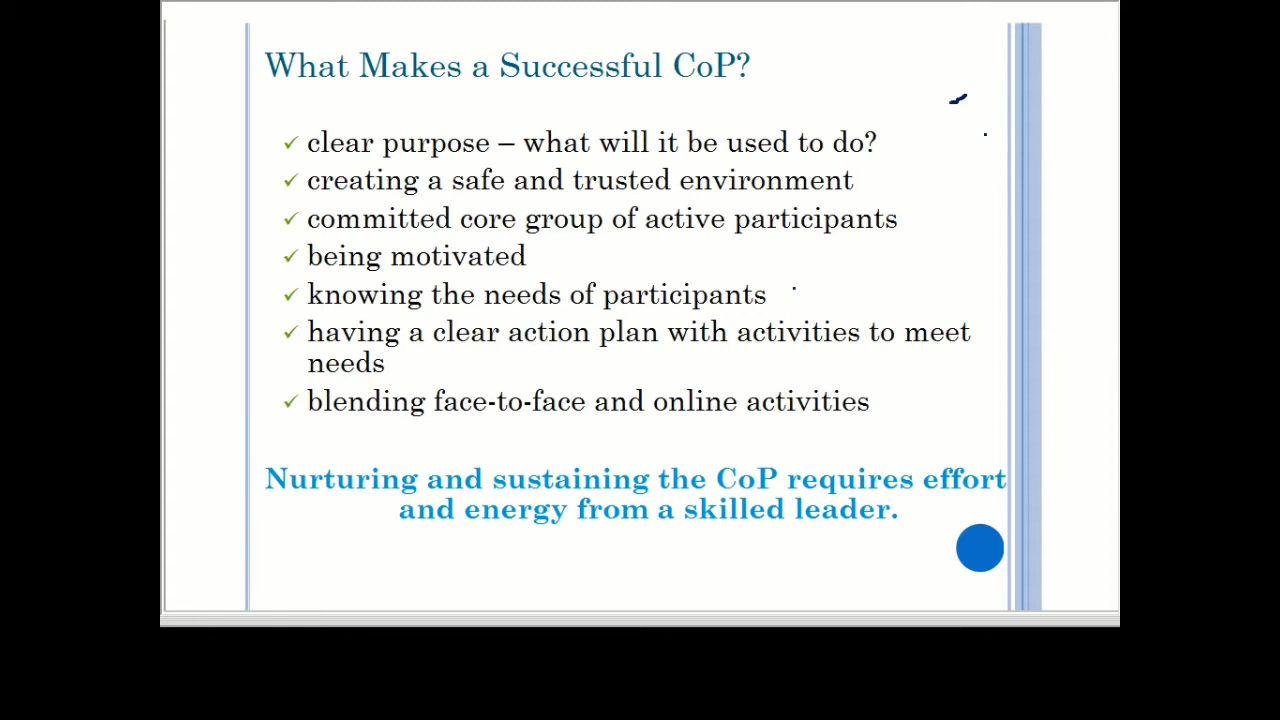 What Makes a Successful CoP?
✓ clear purpose – what will it be used to do?
✓ creating a safe and trusted environment
✓ committed core group of active participants
✓ being motivated
✓ knowing the needs of participants
✓ having a clear action plan with activities to meet
needs
✓ blending face-to-face and online activities
Nurturing and sustaining the CoP requires effort
and energy from a skilled leader.